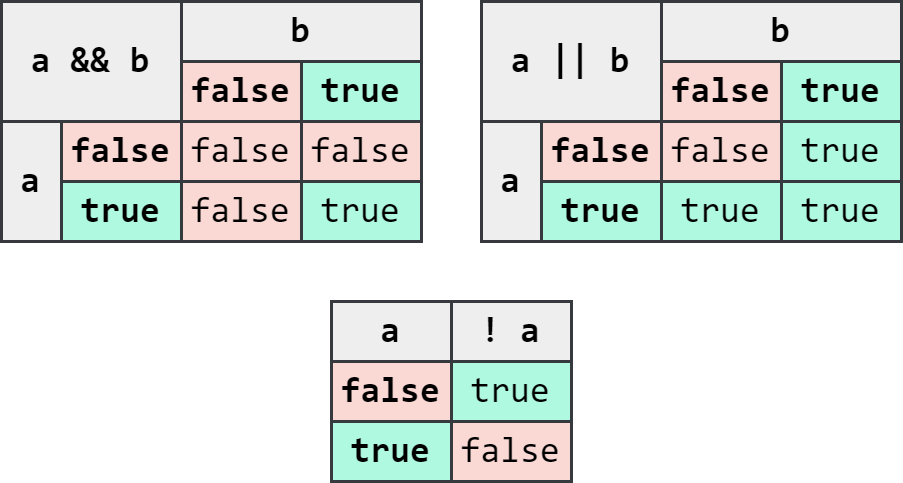 a && b
b
false true
a
false false false
true false true
a || b
b
false true
a
false false true
true true true
a ! a
false true
true false